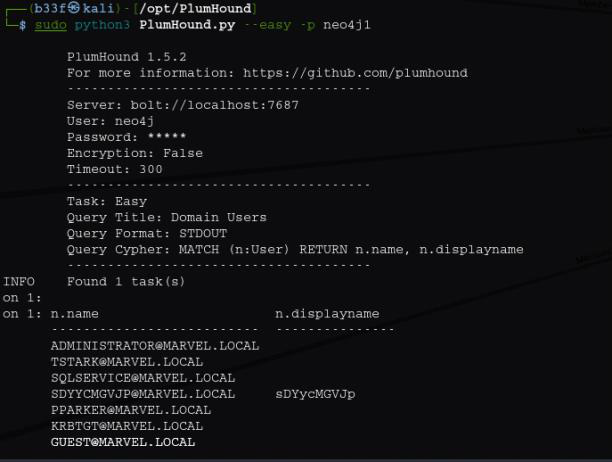 (b33f㉿kali)-[/opt/PlumHound]
$ sudo python3 PlumHound.py --easy -p neo4j1
PlumHound 1.5.2
For more information: https://github.com/plumhound
--------------------------------------
Server: bolt://localhost:7687
User: neo4j
Password: *****
Encryption: False
Timeout: 300
--------------------------------------
Task: Easy
Query Title: Domain Users
Query Format: STDOUT
Query Cypher: MATCH (n:User) RETURN n.name, n.displayname
--------------------------------------
INFO Found 1 task(s)
on 1:
on 1: n.name n.displayname
-------------------------- ---------------
ADMINISTRATOR@MARVEL.LOCAL
TSTARK@MARVEL.LOCAL
SQLSERVICE@MARVEL.LOCAL
SDYYCMGVJP@MARVEL.LOCAL sDYycMGVJp
PPARKER@MARVEL.LOCAL
KRBTGT@MARVEL.LOCAL
GUEST@MARVEL.LOCAL